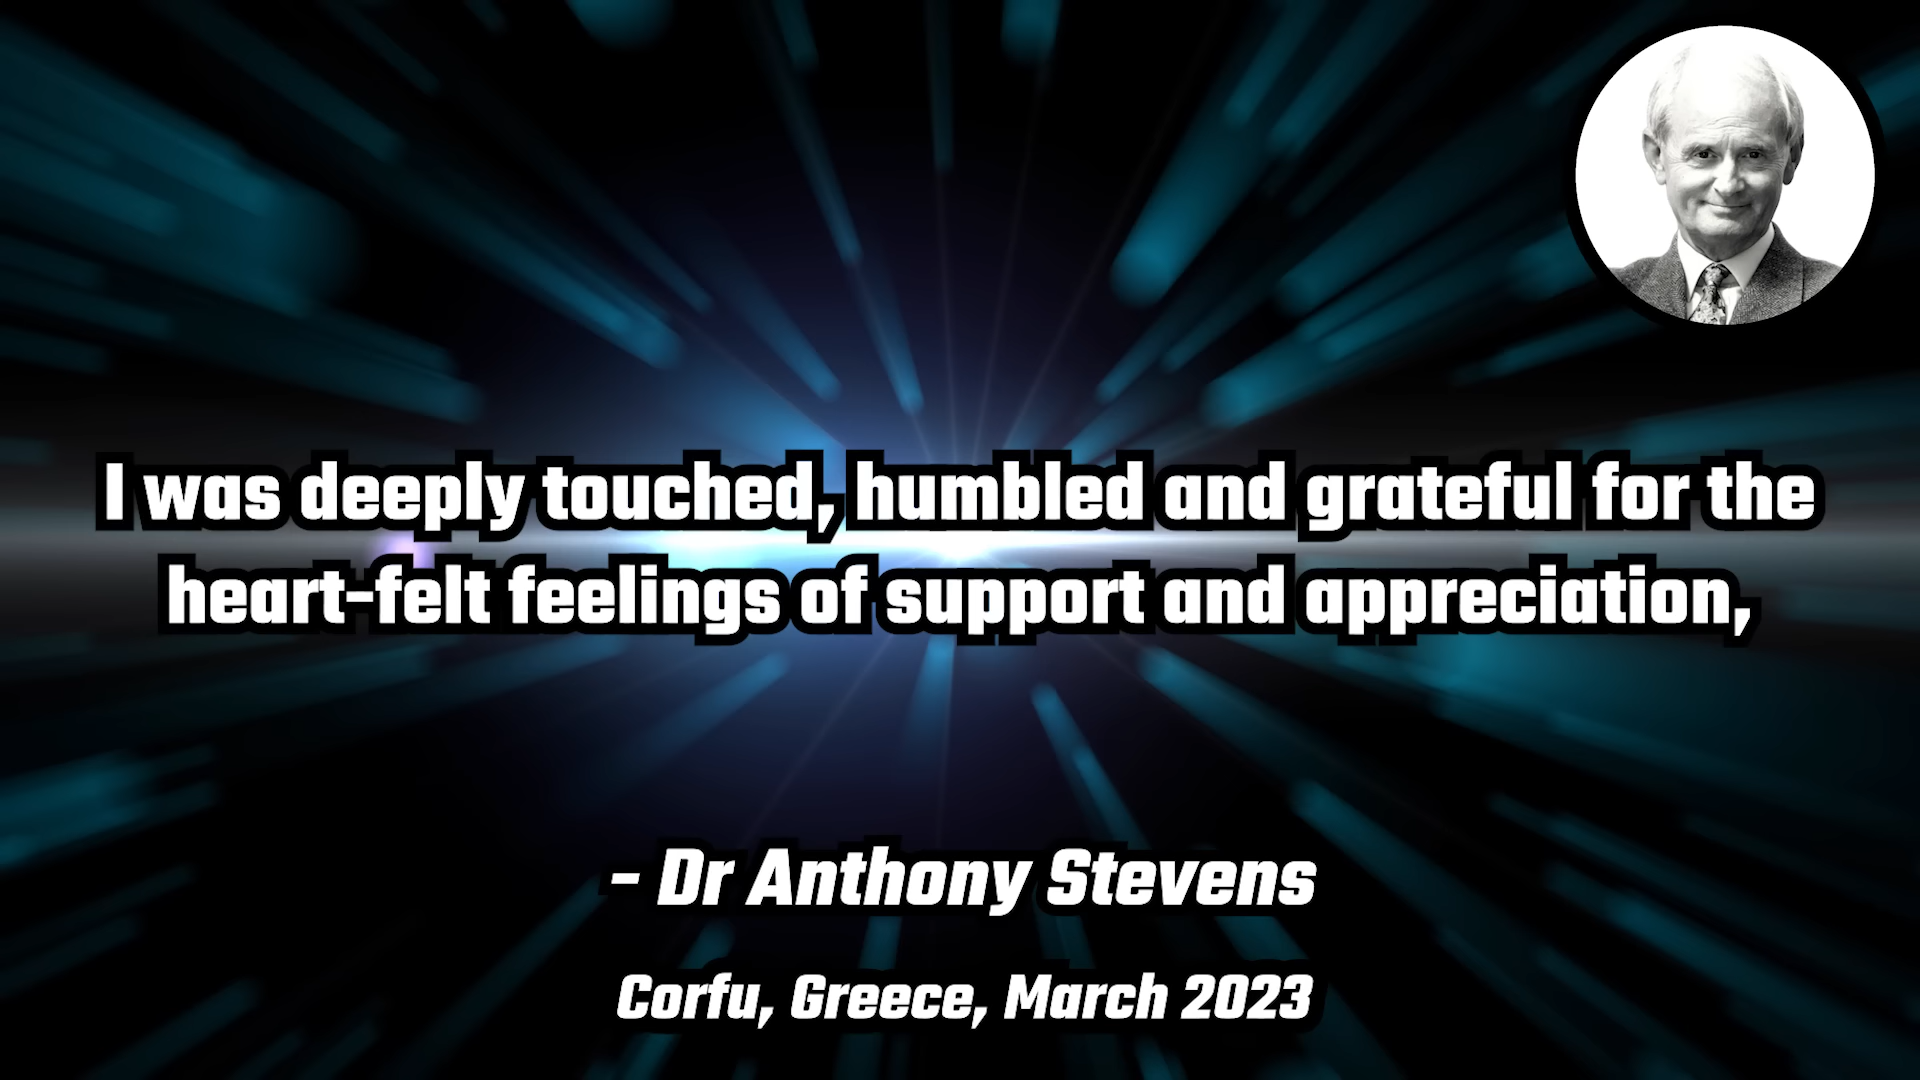 I was deeply touched, humbled and grateful for the
heart-felt feelings of support and appreciation,
- Dr Anthony Stevens
Corfu, Greece, March 2023